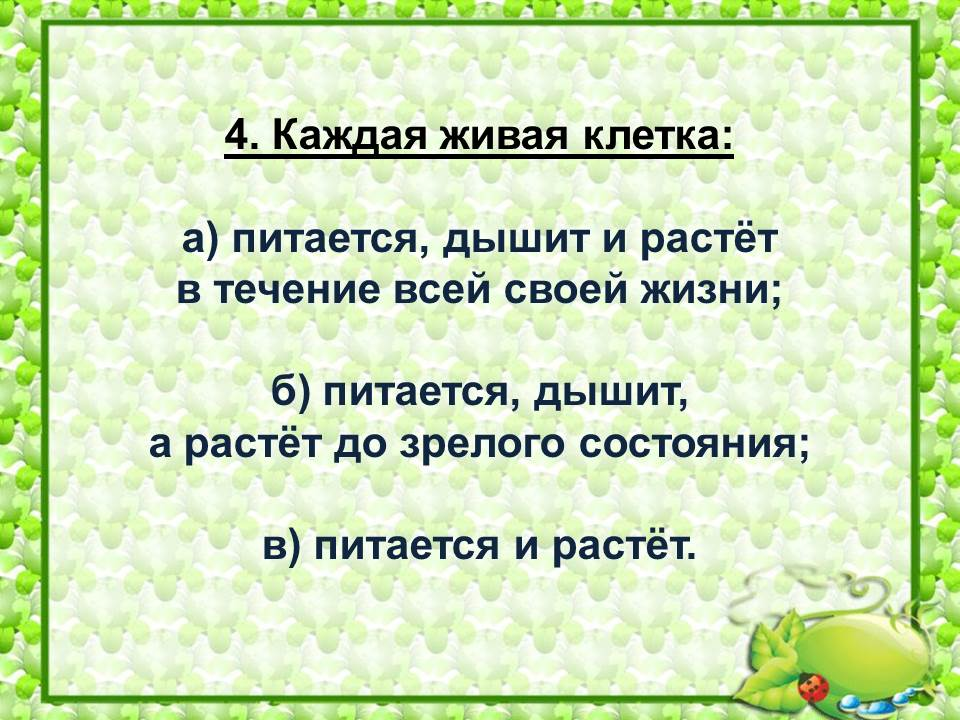 4. Каждая живая клетка:
а) питается, дышит и растёт
в течение всей своей жизни;
б) питается, дышит,
а растёт до зрелого состояния;
в) питается и растёт.